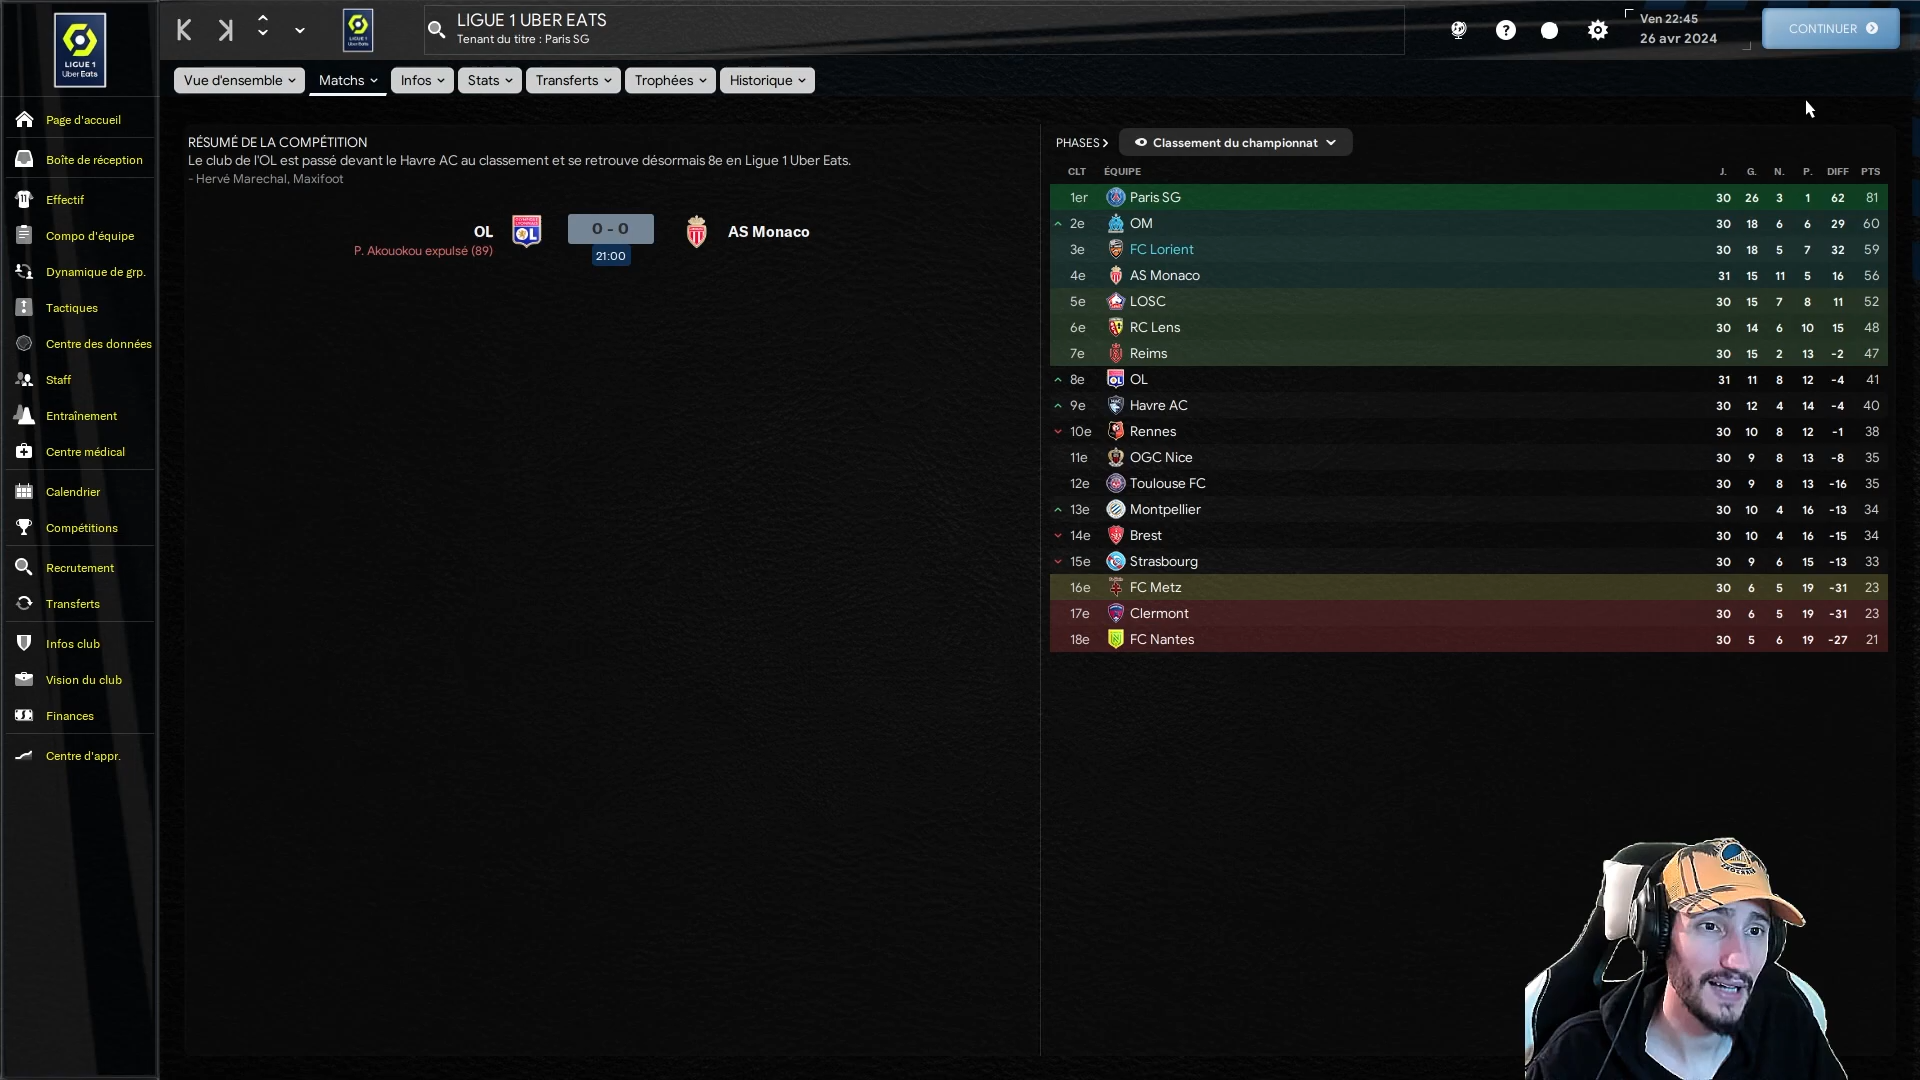 LIGUE 1
Uber Eats
LIGUE 1 UBER EATS
Tenant du titre : Paris SG
Ven 22:45
26 avr 2024
CONTINUER
Vue d'ensemble
Matchs
Infos
Stats
Transferts
Trophées
Historique
Page d'accueil
Boîte de réception
Effectif
Compo d'équipe
Dynamique de grp.
Tactiques
Centre des données
Staff
Entraînement
Centre médical
Calendrier
Compétitions
Recrutement
Transferts
Infos club
Vision du club
Finances
Centre d'appr.
RÉSUMÉ DE LA COMPÉTITION
Le club de l'OL est passé devant le Havre AC au classement et se retrouve désormais 8e en Ligue 1 Uber Eats.
- Hervé Marechal, Maxifoot
OL 0 - 0 AS Monaco
P. Akouokou expulsé (89)
21:00
PHASES Classement du championnat
CLT ÉQUIPE J. G. N. P. DIFF PTS
1er Paris SG 30 26 3 1 62 81
2e OM 30 18 6 6 29 60
3e FC Lorient 30 18 5 7 32 59
4e AS Monaco 31 15 11 5 16 56
5e LOSC 30 15 7 8 11 52
6e RC Lens 30 14 6 10 15 48
7e Reims 30 15 2 13 -2 47
8e OL 31 11 8 12 -4 41
9e Havre AC 30 12 4 14 -4 40
10e Rennes 30 10 8 12 -1 38
11e OGC Nice 30 9 8 13 -8 35
12e Toulouse FC 30 9 8 13 -16 35
13e Montpellier 30 10 4 16 -13 34
14e Brest 30 10 4 16 -15 34
15e Strasbourg 30 9 6 15 -13 33
16e FC Metz 30 6 5 19 -31 23
17e Clermont 30 6 5 19 -31 23
18e FC Nantes 30 5 6 19 -27 21